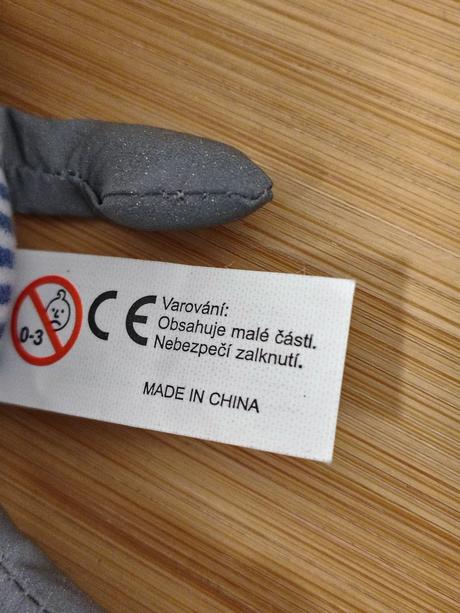 0-3
CE
Varování:
Obsahuje malé části.
Nebezpečí zalknutí.
MADE IN CHINA